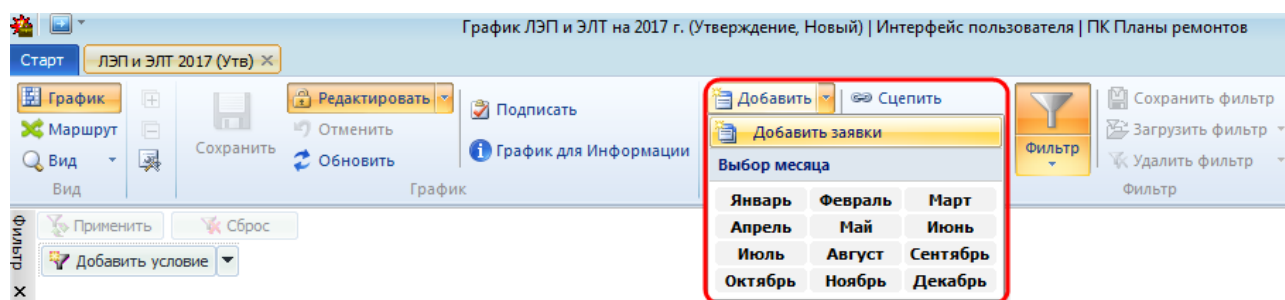 График ЛЭП и ЭЛТ на 2017 г. (Утверждение, Новый) | Интерфейс пользователя | ПК Планы ремонтов
Старт ЛЭП и ЭЛТ 2017 (Утв)
График Редактировать Подписать Добавить Сцепить Сохранить фильтр
Маршрут Сохранить Отменить Добавить заявки Фильтр Загрузить фильтр
Вид Обновить График для Информации Выбор месяца Удалить фильтр
Вид График Фильтр
Январь Февраль Март
Фильтр Применить Сброс Апрель Май Июнь
Добавить условие Июль Август Сентябрь
Октябрь Ноябрь Декабрь